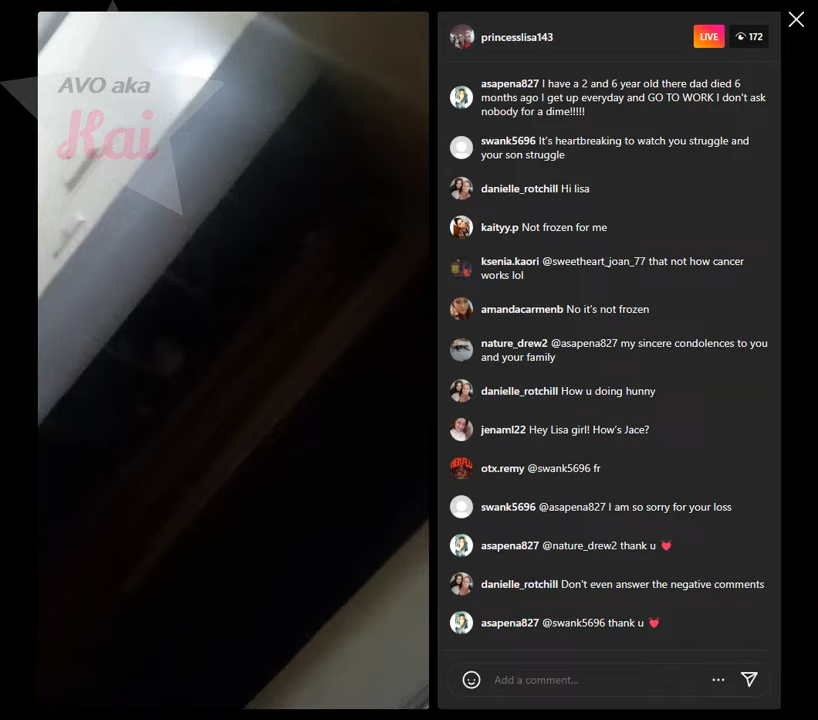 AVO aka
Kai
princesslisa143
LIVE
172
asapena827 I have a 2 and 6 year old there dad died 6
months ago I get up everyday and GO TO WORK I don't ask
nobody for a dime!!!!!
swank5696 It's heartbreaking to watch you struggle and
your son struggle
danielle_rotchill Hi lisa
kaityy.p Not frozen for me
ksenia.kaori @sweetheart_joan_77 that not how cancer
works lol
amandacarmenb No it's not frozen
nature_drew2 @asapena827 my sincere condolences to you
and your family
danielle_rotchill How u doing hunny
jenaml22 Hey Lisa girl! How's Jace?
otx.remy @swank5696 fr
swank5696 @asapena827 I am so sorry for your loss
asapena827 @nature_drew2 thank u 💓
danielle_rotchill Don't even answer the negative comments
asapena827 @swank5696 thank u 💓
Add a comment...